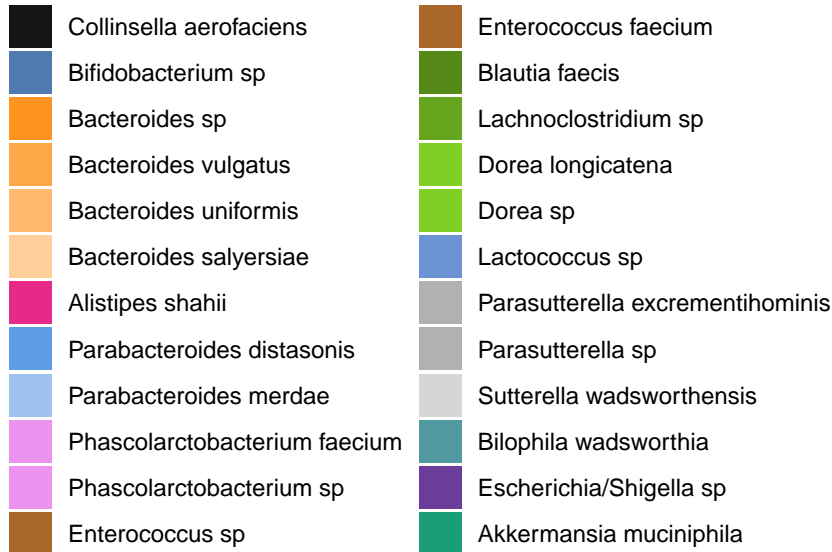 Collinsella aerofaciens
Bifidobacterium sp
Bacteroides sp
Bacteroides vulgatus
Bacteroides uniformis
Bacteroides salyersiae
Alistipes shahii
Parabacteroides distasonis
Parabacteroides merdae
Phascolarctobacterium faecium
Phascolarctobacterium sp
Enterococcus sp
Enterococcus faecium
Blautia faecis
Lachnoclostridium sp
Dorea longicatena
Dorea sp
Lactococcus sp
Parasutterella excrementihominis
Parasutterella sp
Sutterella wadsworthensis
Bilophila wadsworthia
Escherichia/Shigella sp
Akkermansia muciniphila